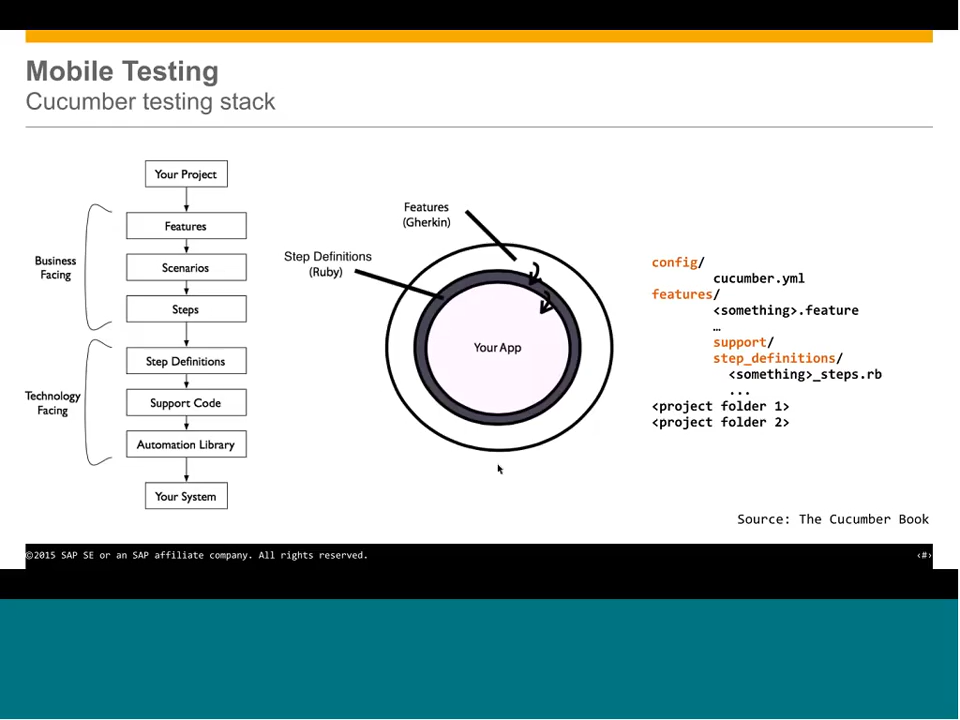 Mobile Testing
Cucumber testing stack
Your Project
Features
Scenarios
Steps
Step Definitions
Support Code
Automation Library
Your System
Business
Facing
Technology
Facing
Features
(Gherkin)
Step Definitions
(Ruby)
Your App
config/
cucumber.yml
features/
<something>.feature
…
support/
step_definitions/
<something>_steps.rb
...
<project folder 1>
<project folder 2>
Source: The Cucumber Book
©2015 SAP SE or an SAP affiliate company. All rights reserved.
‹#›